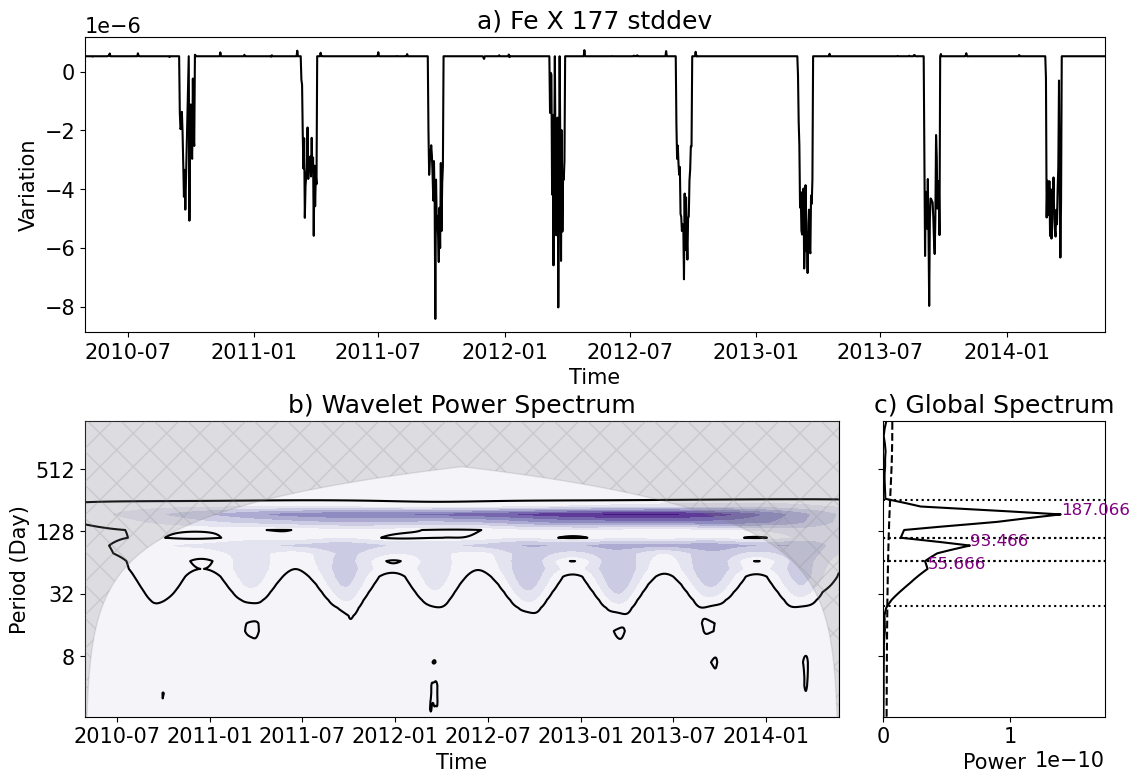 a) Fe X 177 stddev
1e−6
0
−2
−4
−6
−8
Variation
2010-07 2011-01 2011-07 2012-01 2012-07 2013-01 2013-07 2014-01
Time
b) Wavelet Power Spectrum
512
128
32
8
Period (Day)
2010-07 2011-01 2011-07 2012-01 2012-07 2013-01 2013-07 2014-01
Time
c) Global Spectrum
187.066
93.466
55.666
0 1
Power 1e−10